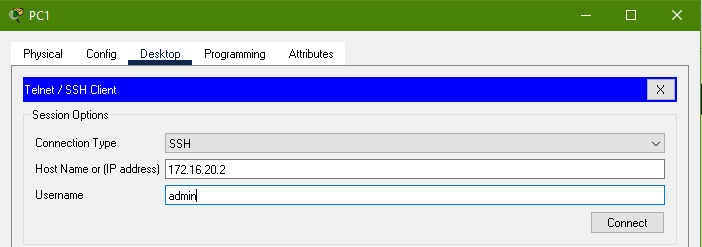 PC1
Physical Config Desktop Programming Attributes
Telnet / SSH Client X
Session Options
Connection Type SSH
Host Name or (IP address) 172.16.20.2
Username admin
Connect